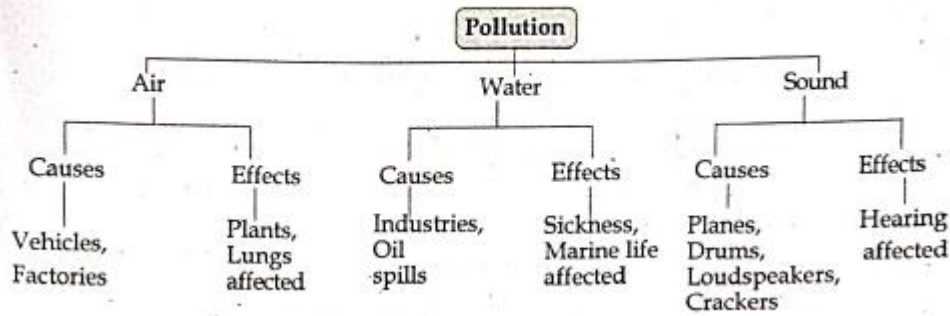 Pollution
Air
Water
Sound
Causes
Effects
Causes
Effects
Causes
Effects
Vehicles,
Factories
Plants,
Lungs
affected
Industries,
Oil
spills
Sickness,
Marine life
affected
Planes,
Drums,
Loudspeakers,
Crackers
Hearing
affected